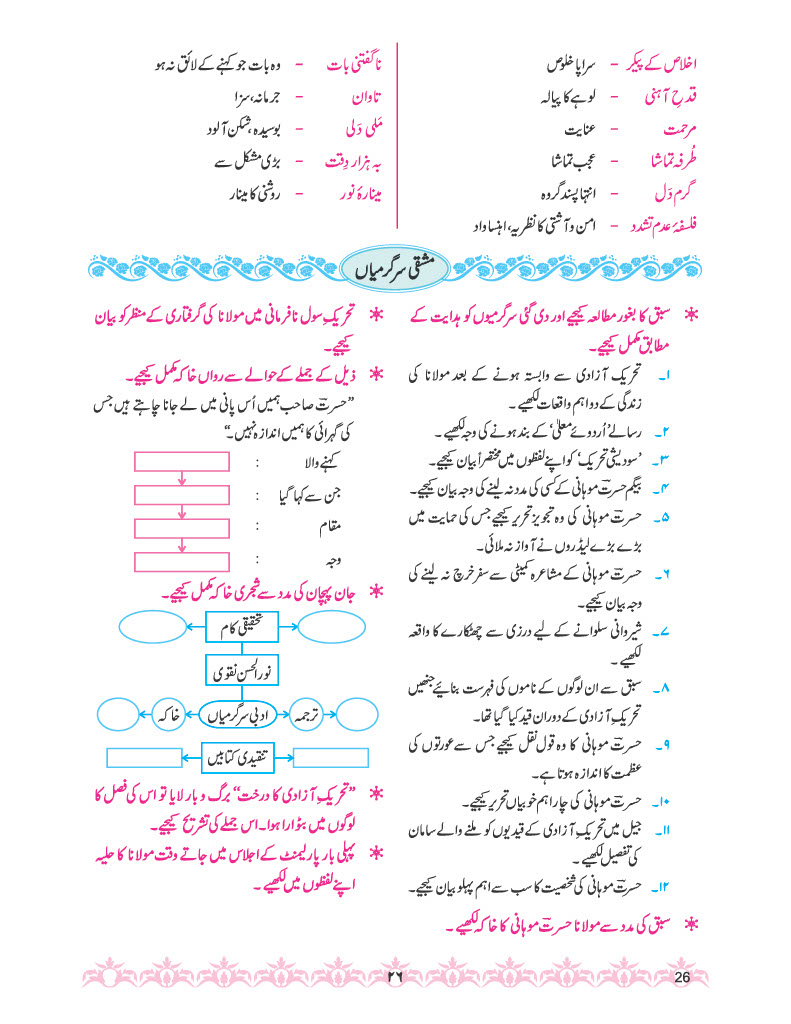 اخلاص کے پیکر – سراپا خلوص
قدحِ آہنی – لوہے کا پیالہ
مرحمت – عنایت
طُرفہ تماشا – عجب تماشا
گرم دَل – انتہا پسند گروہ
فلسفۂ عدم تشدد – امن و آشتی کا نظریہ، اہنسا واد
ناگفتنی بات – وہ بات جو کہنے کے لائق نہ ہو
تاوان – جرمانہ، سزا
مَلی دَلی – بوسیدہ، شکن آلود
بہ ہزار دِقت – بڑی مشکل سے
مینارۂ نور – روشنی کا مینار
مشقی سرگرمیاں
* سبق کا بغور مطالعہ کیجیے اور دی گئی سرگرمیوں کو ہدایت کے
مطابق مکمل کیجیے۔
۱۔ تحریک آزادی سے وابستہ ہونے کے بعد مولانا کی
زندگی کے دو اہم واقعات لکھیے۔
۲۔ رسالے ’اُردوئے معلیٰ‘ کے بند ہونے کی وجہ لکھیے۔
۳۔ ’سودیشی تحریک‘ کو اپنے لفظوں میں مختصراً بیان کیجیے۔
۴۔ بیگم حسرتؔ موہانی کے کسی کی مدد نہ لینے کی وجہ بیان کیجیے۔
۵۔ حسرتؔ موہانی کی وہ تجویز تحریر کیجیے جس کی حمایت میں
بڑے بڑے لیڈروں نے آواز نہ ملائی۔
۶۔ حسرتؔ موہانی کے مشاعرہ کمیٹی سے سفر خرچ نہ لینے کی
وجہ بیان کیجیے۔
۷۔ شیروانی سلوانے کے لیے درزی سے چھٹکارے کا واقعہ
لکھیے۔
۸۔ سبق سے ان لوگوں کے ناموں کی فہرست بنائیے جنھیں
تحریک آزادی کے دوران قید کیا گیا تھا۔
۹۔ حسرتؔ موہانی کا وہ قول نقل کیجیے جس سے عورتوں کی
عظمت کا اندازہ ہوتا ہے۔
۱۰۔ حسرتؔ موہانی کی چار اہم خوبیاں تحریر کیجیے۔
۱۱۔ جیل میں تحریکِ آزادی کے قیدیوں کو ملنے والے سامان
کی تفصیل لکھیے۔
۱۲۔ حسرتؔ موہانی کی شخصیت کا سب سے اہم پہلو بیان کیجیے۔
* سبق کی مدد سے مولانا حسرتؔ موہانی کا خاکہ لکھیے۔
* تحریکِ سول نافرمانی میں مولانا کی گرفتاری کے منظر کو بیان
کیجیے۔
* ذیل کے جملے کے حوالے سے رواں خاکہ مکمل کیجیے۔
”حسرتؔ صاحب ہمیں اُس پانی میں لے جانا چاہتے ہیں جس
کی گہرائی کا ہمیں اندازہ نہیں۔“
کہنے والا :
جن سے کہا گیا :
مقام :
وجہ :
* جان پہچان کی مدد سے شجری خاکہ مکمل کیجیے۔
تحقیقی کام
نور الحسن نقوی
ترجمہ ادبی سرگرمیاں خاکہ
تنقیدی کتابیں
* ”تحریکِ آزادی کا درخت“ برگ و بار لایا تو اس کی فصل کا
لوگوں میں بٹوارا ہوا۔ اس جملے کی تشریح کیجیے۔
* پہلی بار پارلیمنٹ کے اجلاس میں جاتے وقت مولانا کا حلیہ
اپنے لفظوں میں لکھیے۔
۲۶
26